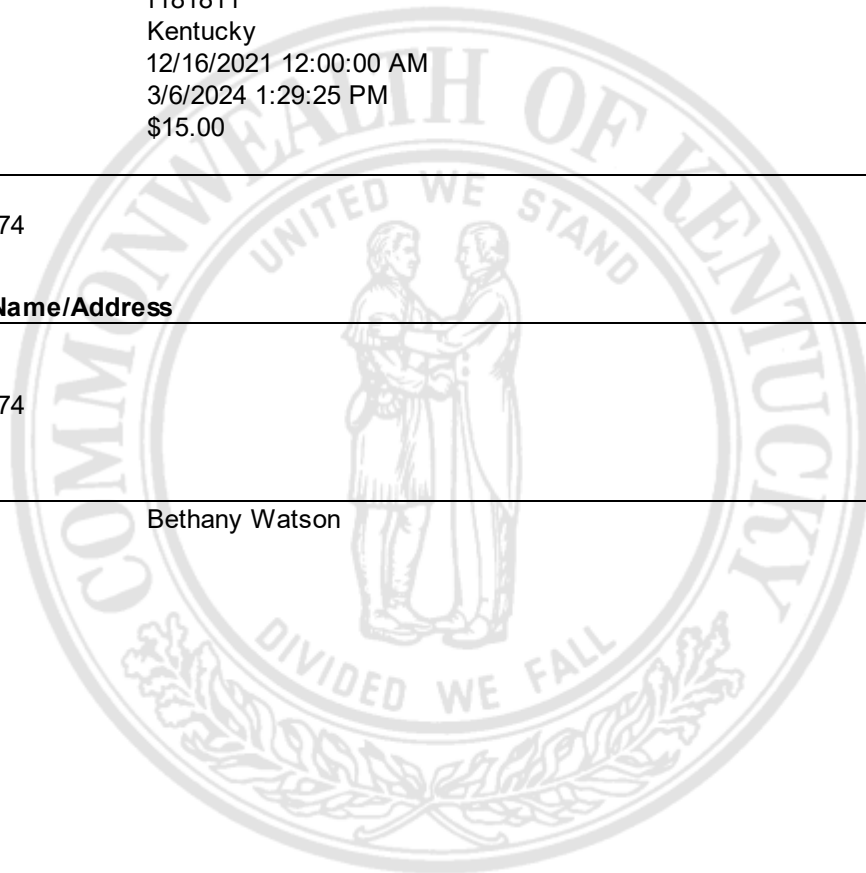 1181811
Kentucky
12/16/2021 12:00:00 AM
3/6/2024 1:29:25 PM
$15.00
74
Name/Address
74
Bethany Watson
COMMONWEALTH OF KENTUCKY
UNITED WE STAND
DIVIDED WE FALL